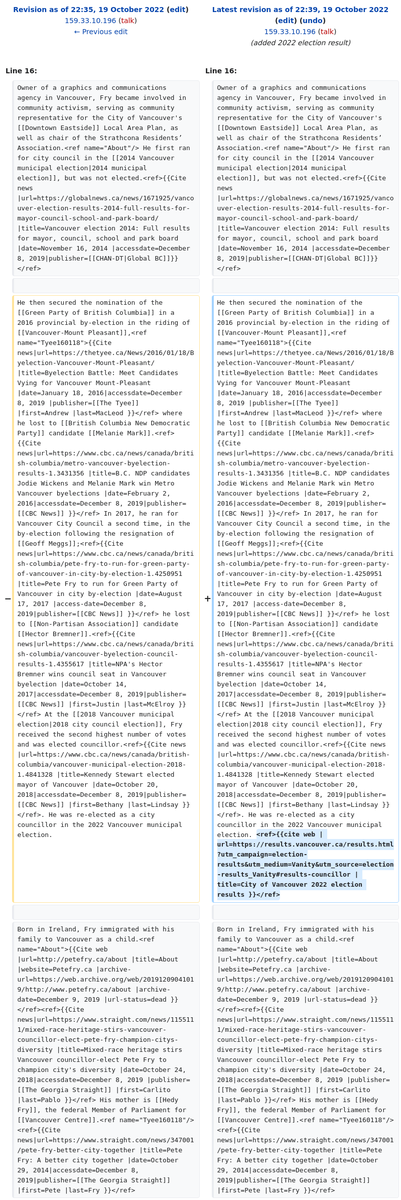 Revision as of 22:35, 19 October 2022 (edit)
159.33.10.196 (talk)
← Previous edit
Latest revision as of 22:39, 19 October 2022
(edit) (undo)
159.33.10.196 (talk)
(added 2022 election result)
Line 16:
Line 16:
Owner of a graphics and communications
agency in Vancouver, Fry became involved in
community activism, serving as community
representative for the City of Vancouver's
[[Downtown Eastside]] Local Area Plan, as
well as chair of the Strathcona Residents’
Association.<ref name="About"/> He first ran
for city council in the [[2014 Vancouver
municipal election|2014 municipal
election]], but was not elected.<ref>{{Cite
news
|url=https://globalnews.ca/news/1671925/vanco
uver-election-results-2014-full-results-for-
mayor-council-school-and-park-board/
|title=Vancouver election 2014: Full results
for mayor, council, school and park board
|date=November 16, 2014 |accessdate=December
8, 2019|publisher=[[CHAN-DT|Global BC]]}}
</ref>
Owner of a graphics and communications
agency in Vancouver, Fry became involved in
community activism, serving as community
representative for the City of Vancouver's
[[Downtown Eastside]] Local Area Plan, as
well as chair of the Strathcona Residents’
Association.<ref name="About"/> He first ran
for city council in the [[2014 Vancouver
municipal election|2014 municipal
election]], but was not elected.<ref>{{Cite
news
|url=https://globalnews.ca/news/1671925/vanco
uver-election-results-2014-full-results-for-
mayor-council-school-and-park-board/
|title=Vancouver election 2014: Full results
for mayor, council, school and park board
|date=November 16, 2014 |accessdate=December
8, 2019|publisher=[[CHAN-DT|Global BC]]}}
</ref>
−
He then secured the nomination of the
[[Green Party of British Columbia]] in a
2016 provincial by-election in the riding of
[[Vancouver-Mount Pleasant]],<ref
name="Tyee160118">{{Cite
news|url=https://thetyee.ca/News/2016/01/18/B
yelection-Vancouver-Mount-Pleasant/
|title=Byelection Battle: Meet Candidates
Vying for Vancouver-Mount-Pleasant
|date=January 18, 2016|accessdate=December
8, 2019 |publisher=[[The Tyee]]
|first=Andrew |last=MacLeod }}</ref> where
he lost to [[British Columbia New Democratic
Party]] candidate [[Melanie Mark]].<ref>
{{Cite
news|url=https://www.cbc.ca/news/canada/briti
sh-columbia/metro-vancouver-byelection-
results-1.3431356 |title=B.C. NDP candidates
Jodie Wickens and Melanie Mark win Metro
Vancouver byelections |date=February 2,
2016|accessdate=December 8, 2019|publisher=
[[CBC News]] }}</ref> In 2017, he ran for
Vancouver City Council a second time, in the
by-election following the resignation of
[[Geoff Meggs]];<ref>{{Cite
news|url=https://www.cbc.ca/news/canada/briti
sh-columbia/pete-fry-to-run-for-green-party-
of-vancouver-in-city-by-election-1.4250951
|title=Pete Fry to run for Green Party of
Vancouver in city by-election |date=August
17, 2017 |access-date=December 8,
2019|publisher=[[CBC News]] }}</ref> he lost
to [[Non-Partisan Association]] candidate
[[Hector Bremner]].<ref>{{Cite
news|url=https://www.cbc.ca/news/canada/briti
sh-columbia/vancouver-byelection-council-
results-1.4355617 |title=NPA's Hector
Bremner wins council seat in Vancouver
byelection |date=October 14,
2017|accessdate=December 8, 2019|publisher=
[[CBC News]] |first=Justin |last=McElroy }}
</ref> At the [[2018 Vancouver municipal
election|2018 city council election]], Fry
received the second highest number of votes
and was elected councillor.<ref>{{Cite news
|url=https://www.cbc.ca/news/canada/british-
columbia/vancouver-municipal-election-2018-
1.4841328 |title=Kennedy Stewart elected
mayor of Vancouver |date=October 20,
2018|accessdate=December 8, 2019|publisher=
[[CBC News]] |first=Bethany |last=Lindsay }}
</ref>. He was re-elected as a city
councillor in the 2022 Vancouver municipal
election.
+
He then secured the nomination of the
[[Green Party of British Columbia]] in a
2016 provincial by-election in the riding of
[[Vancouver-Mount Pleasant]],<ref
name="Tyee160118">{{Cite
news|url=https://thetyee.ca/News/2016/01/18/B
yelection-Vancouver-Mount-Pleasant/
|title=Byelection Battle: Meet Candidates
Vying for Vancouver-Mount-Pleasant
|date=January 18, 2016|accessdate=December
8, 2019 |publisher=[[The Tyee]]
|first=Andrew |last=MacLeod }}</ref> where
he lost to [[British Columbia New Democratic
Party]] candidate [[Melanie Mark]].<ref>
{{Cite
news|url=https://www.cbc.ca/news/canada/briti
sh-columbia/metro-vancouver-byelection-
results-1.3431356 |title=B.C. NDP candidates
Jodie Wickens and Melanie Mark win Metro
Vancouver byelections |date=February 2,
2016|accessdate=December 8, 2019|publisher=
[[CBC News]] }}</ref> In 2017, he ran for
Vancouver City Council a second time, in the
by-election following the resignation of
[[Geoff Meggs]];<ref>{{Cite
news|url=https://www.cbc.ca/news/canada/briti
sh-columbia/pete-fry-to-run-for-green-party-
of-vancouver-in-city-by-election-1.4250951
|title=Pete Fry to run for Green Party of
Vancouver in city by-election |date=August
17, 2017 |access-date=December 8,
2019|publisher=[[CBC News]] }}</ref> he lost
to [[Non-Partisan Association]] candidate
[[Hector Bremner]].<ref>{{Cite
news|url=https://www.cbc.ca/news/canada/briti
sh-columbia/vancouver-byelection-council-
results-1.4355617 |title=NPA's Hector
Bremner wins council seat in Vancouver
byelection |date=October 14,
2017|accessdate=December 8, 2019|publisher=
[[CBC News]] |first=Justin |last=McElroy }}
</ref> At the [[2018 Vancouver municipal
election|2018 city council election]], Fry
received the second highest number of votes
and was elected councillor.<ref>{{Cite news
|url=https://www.cbc.ca/news/canada/british-
columbia/vancouver-municipal-election-2018-
1.4841328 |title=Kennedy Stewart elected
mayor of Vancouver |date=October 20,
2018|accessdate=December 8, 2019|publisher=
[[CBC News]] |first=Bethany |last=Lindsay }}
</ref>. He was re-elected as a city
councillor in the 2022 Vancouver municipal
election. <ref>{{cite web |
url=https://results.vancouver.ca/results.html
?utm_campaign=election-
results&utm_medium=Vanity&utm_source=election
-results_Vanity#results-councillor |
title=City of Vancouver 2022 election
results }}</ref>
Born in Ireland, Fry immigrated with his
family to Vancouver as a child.<ref
name="About">{{Cite web
|url=http://petefry.ca/about |title=About
|website=Petefry.ca |archive-
url=https://web.archive.org/web/2019120904101
9/http://www.petefry.ca/about |archive-
date=December 9, 2019 |url-status=dead }}
</ref><ref>{{Cite
news|url=https://www.straight.com/news/115511
1/mixed-race-heritage-stirs-vancouver-
councillor-elect-pete-fry-champion-citys-
diversity |title=Mixed-race heritage stirs
Vancouver councillor-elect Pete Fry to
champion city's diversity |date=October 24,
2018|accessdate=December 8, 2019|publisher=
[[The Georgia Straight]] |first=Carlito
|last=Pablo }}</ref> His mother is [[Hedy
Fry]], the federal Member of Parliament for
[[Vancouver Centre]].<ref name="Tyee160118"/>
<ref>{{Cite
news|url=https://www.straight.com/news/347001
/pete-fry-better-city-together |title=Pete
Fry: A better city together |date=October
29, 2014|accessdate=December 8,
2019|publisher=[[The Georgia Straight]]
|first=Pete |last=Fry }}</ref>
Born in Ireland, Fry immigrated with his
family to Vancouver as a child.<ref
name="About">{{Cite web
|url=http://petefry.ca/about |title=About
|website=Petefry.ca |archive-
url=https://web.archive.org/web/2019120904101
9/http://www.petefry.ca/about |archive-
date=December 9, 2019 |url-status=dead }}
</ref><ref>{{Cite
news|url=https://www.straight.com/news/115511
1/mixed-race-heritage-stirs-vancouver-
councillor-elect-pete-fry-champion-citys-
diversity |title=Mixed-race heritage stirs
Vancouver councillor-elect Pete Fry to
champion city's diversity |date=October 24,
2018|accessdate=December 8, 2019|publisher=
[[The Georgia Straight]] |first=Carlito
|last=Pablo }}</ref> His mother is [[Hedy
Fry]], the federal Member of Parliament for
[[Vancouver Centre]].<ref name="Tyee160118"/>
<ref>{{Cite
news|url=https://www.straight.com/news/347001
/pete-fry-better-city-together |title=Pete
Fry: A better city together |date=October
29, 2014|accessdate=December 8,
2019|publisher=[[The Georgia Straight]]
|first=Pete |last=Fry }}</ref>